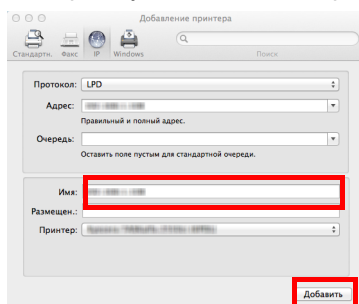 Добавление принтера
Стандартн. Факс IP Windows Поиск
Протокол: LPD
Адрес:
Правильный и полный адрес.
Очередь:
Оставить поле пустым для стандартной очереди.
Имя:
Размещен.:
Принтер:
Добавить